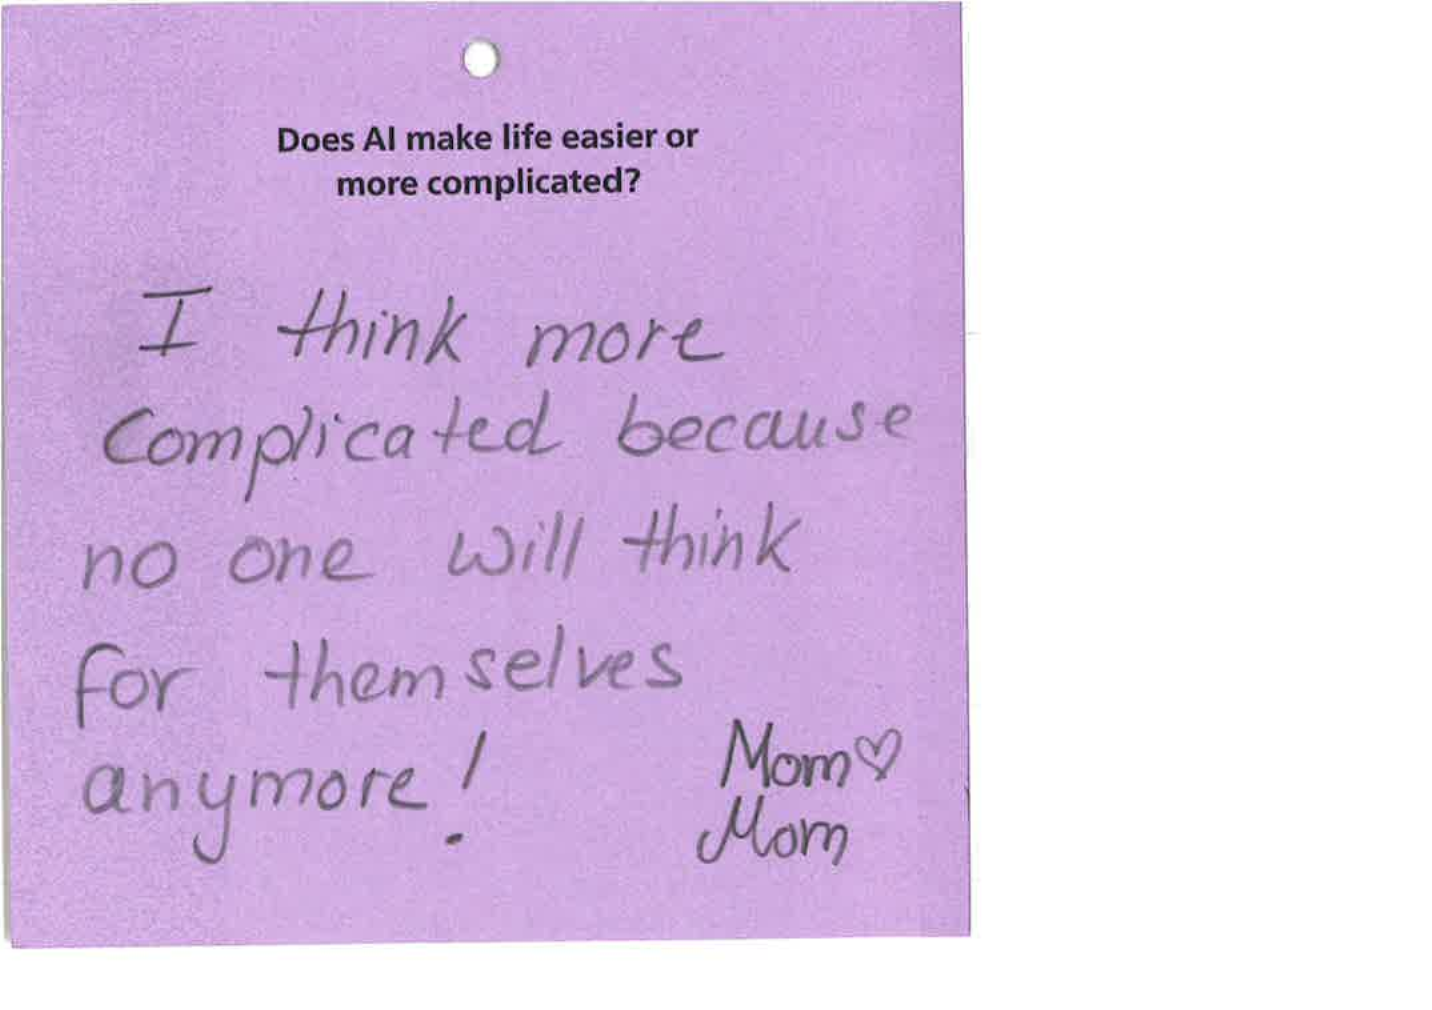 Does AI make life easier or
more complicated?
I think more
Complicated because
no one will think
for themselves
anymore!
Mom♡
Mom